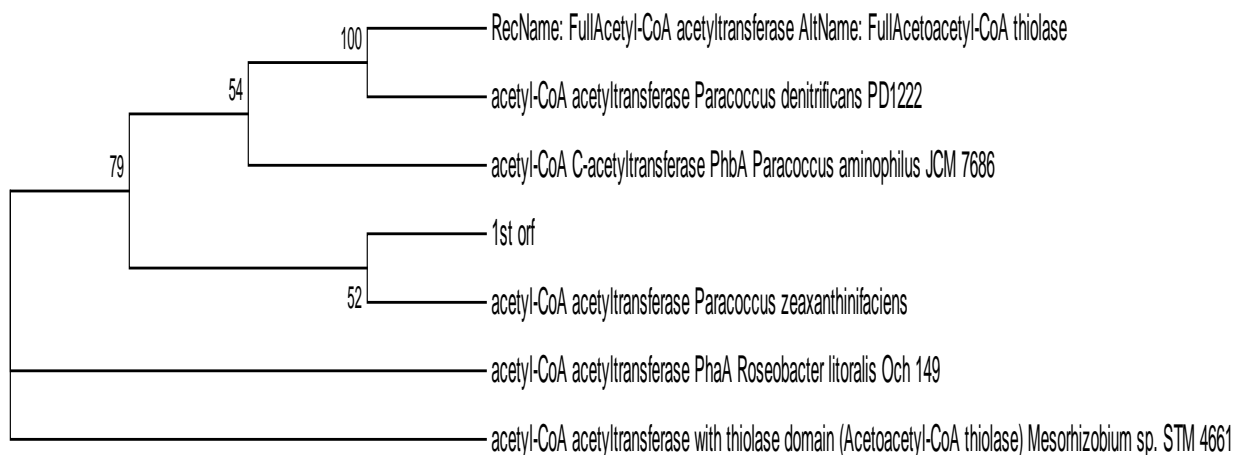 RecName: FullAcetyl-CoA acetyltransferase AltName: FullAcetoacetyl-CoA thiolase
100
acetyl-CoA acetyltransferase Paracoccus denitrificans PD1222
54
acetyl-CoA C-acetyltransferase PhbA Paracoccus aminophilus JCM 7686
79
1st orf
52
acetyl-CoA acetyltransferase Paracoccus zeaxanthinifaciens
acetyl-CoA acetyltransferase PhaA Roseobacter litoralis Och 149
acetyl-CoA acetyltransferase with thiolase domain (Acetoacetyl-CoA thiolase) Mesorhizobium sp. STM 4661